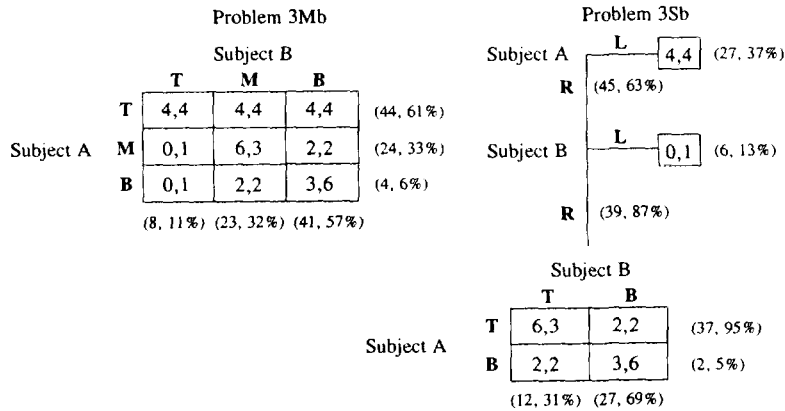 Problem 3Mb
Subject B
T M B
T 4,4 4,4 4,4 (44, 61%)
Subject A M 0,1 6,3 2,2 (24, 33%)
B 0,1 2,2 3,6 (4, 6%)
(8, 11%) (23, 32%) (41, 57%)
Problem 3Sb
Subject A L 4,4 (27, 37%)
R (45, 63%)
Subject B L 0,1 (6, 13%)
R (39, 87%)
Subject B
T B
T 6,3 2,2 (37, 95%)
Subject A
B 2,2 3,6 (2, 5%)
(12, 31%) (27, 69%)